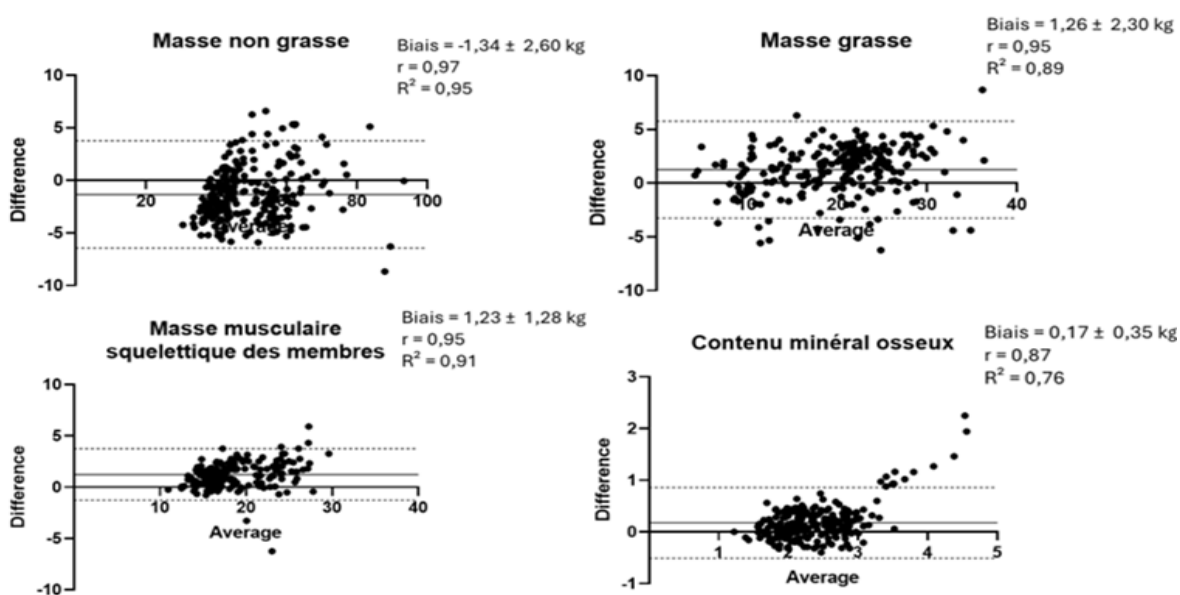 Masse non grasse
Biais = -1,34 ± 2,60 kg
r = 0,97
R² = 0,95
Difference
10
5
0
-5
-10
20
80
100
Average
Masse grasse
Biais = 1,26 ± 2,30 kg
r = 0,95
R² = 0,89
Difference
10
5
0
-5
-10
10
20
30
40
Average
Masse musculaire
squelettique des membres
Biais = 1,23 ± 1,28 kg
r = 0,95
R² = 0,91
Difference
10
5
0
-5
-10
10
20
30
40
Average
Contenu minéral osseux
Biais = 0,17 ± 0,35 kg
r = 0,87
R² = 0,76
Difference
3
2
1
0
-1
1
2
3
4
5
Average